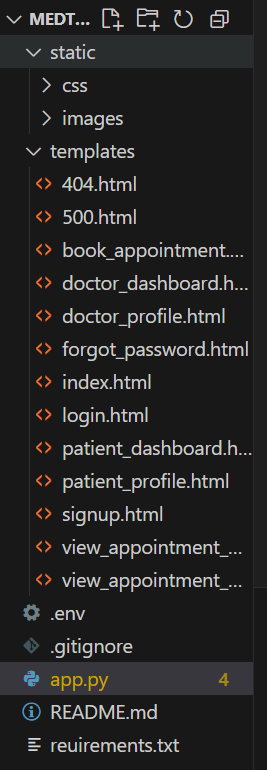 MEDT...
static
css
images
templates
404.html
500.html
book_appointment....
doctor_dashboard.h...
doctor_profile.html
forgot_password.html
index.html
login.html
patient_dashboard.h...
patient_profile.html
signup.html
view_appointment_...
view_appointment_...
.env
.gitignore
app.py 4
README.md
reuirements.txt